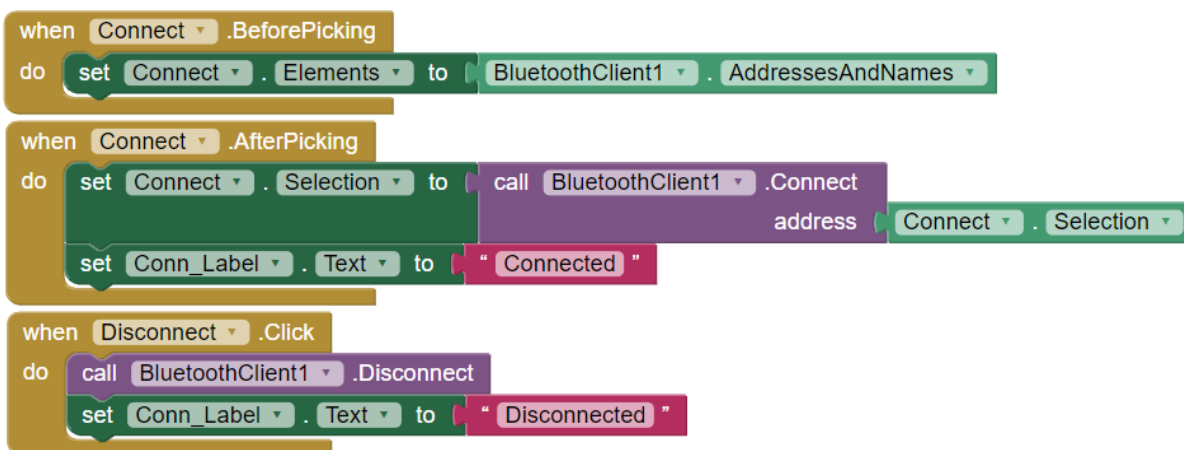 when Connect .BeforePicking
do set Connect . Elements to BluetoothClient1 . AddressesAndNames
when Connect .AfterPicking
do set Connect . Selection to call BluetoothClient1 .Connect
address Connect . Selection
set Conn_Label . Text to “ Connected ”
when Disconnect .Click
do call BluetoothClient1 .Disconnect
set Conn_Label . Text to “ Disconnected ”